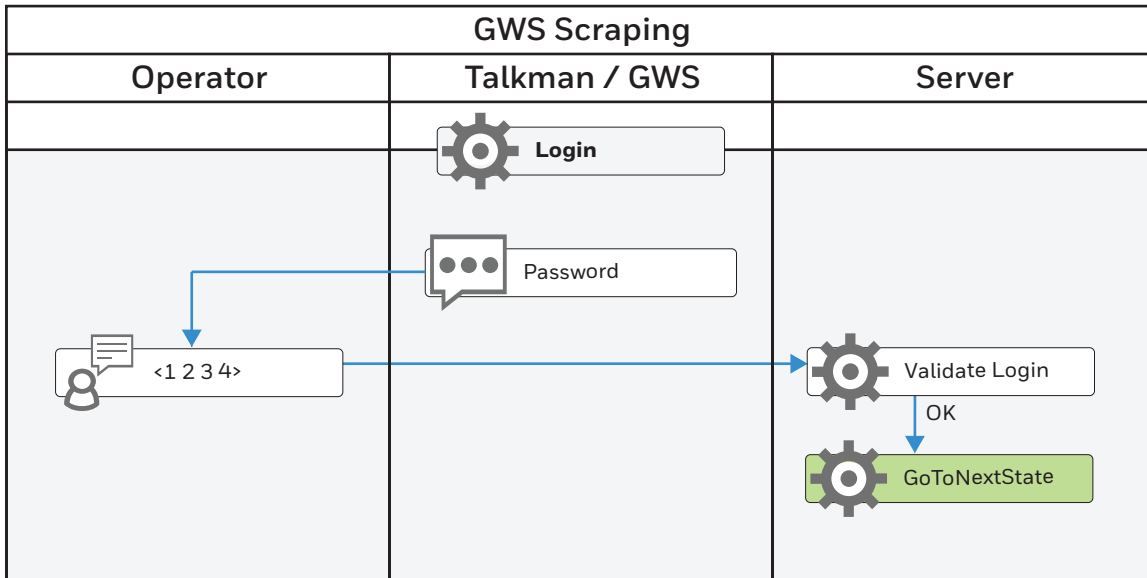 GWS Scraping
Operator
Talkman / GWS
Server
Login
Password
<1 2 3 4>
Validate Login
OK
GoToNextState